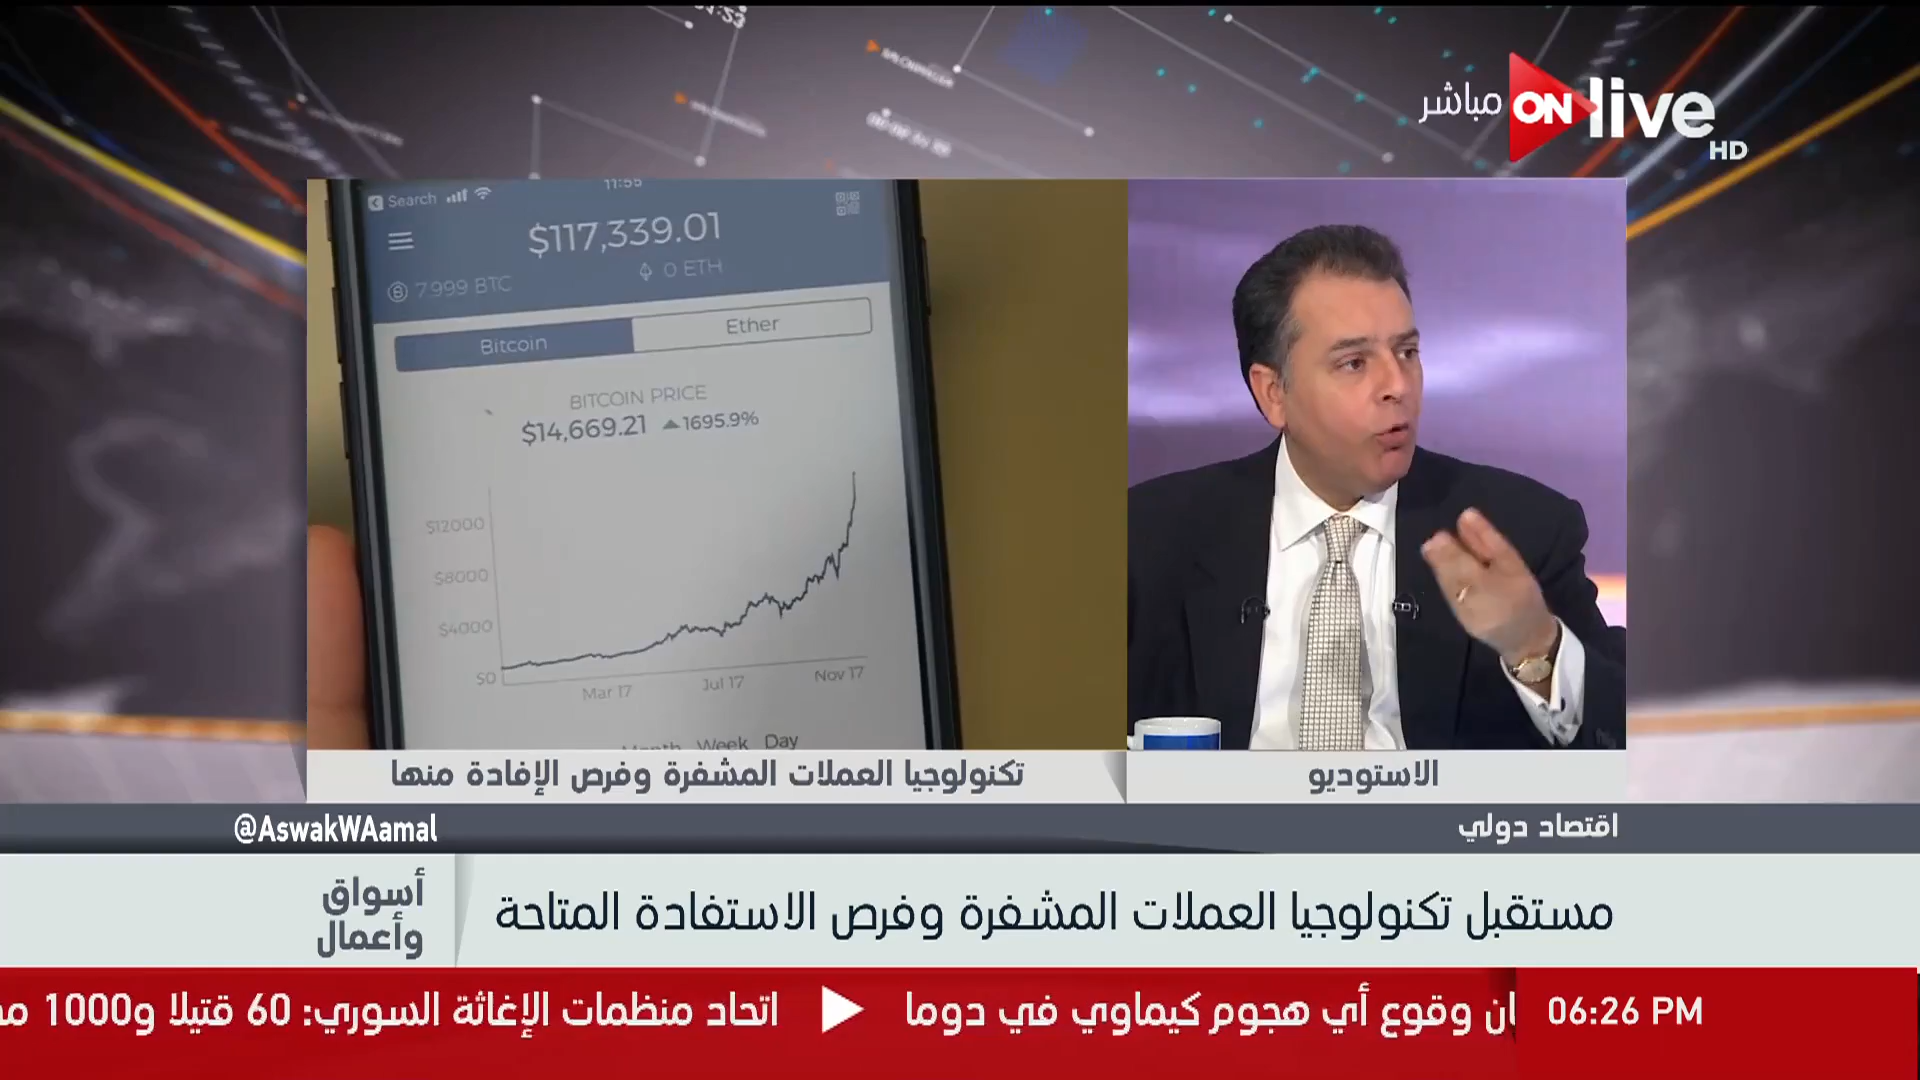 مباشر ON live
HD
Search 11:55
$117,339.01
7.999 BTC 0 ETH
Bitcoin Ether
BITCOIN PRICE
$14,669.21 ▲1695.9%
$12000
$8000
$4000
$0
Mar 17 Jul 17 Nov 17
Month Week Day
الاستوديو
تكنولوجيا العملات المشفرة وفرص الإفادة منها
اقتصاد دولي
@AswakWAamal
مستقبل تكنولوجيا العملات المشفرة وفرص الاستفادة المتاحة
أسواق
وأعمال
06:26 PM
ان وقوع أي هجوم كيماوي في دوما ◀ اتحاد منظمات الإغاثة السوري: 60 قتيلا و1000